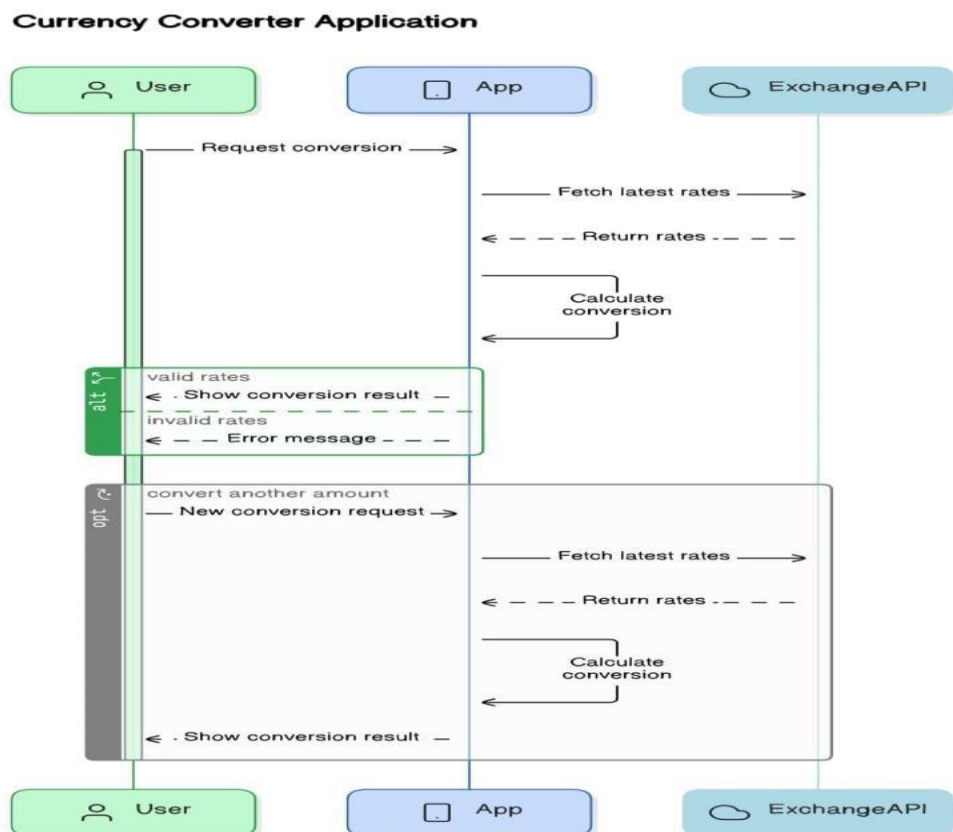 Currency Converter Application
User App ExchangeAPI
Request conversion
Fetch latest rates
Return rates
Calculate
conversion
alt
valid rates
Show conversion result
invalid rates
Error message
opt
convert another amount
New conversion request
Fetch latest rates
Return rates
Calculate
conversion
Show conversion result
User App ExchangeAPI